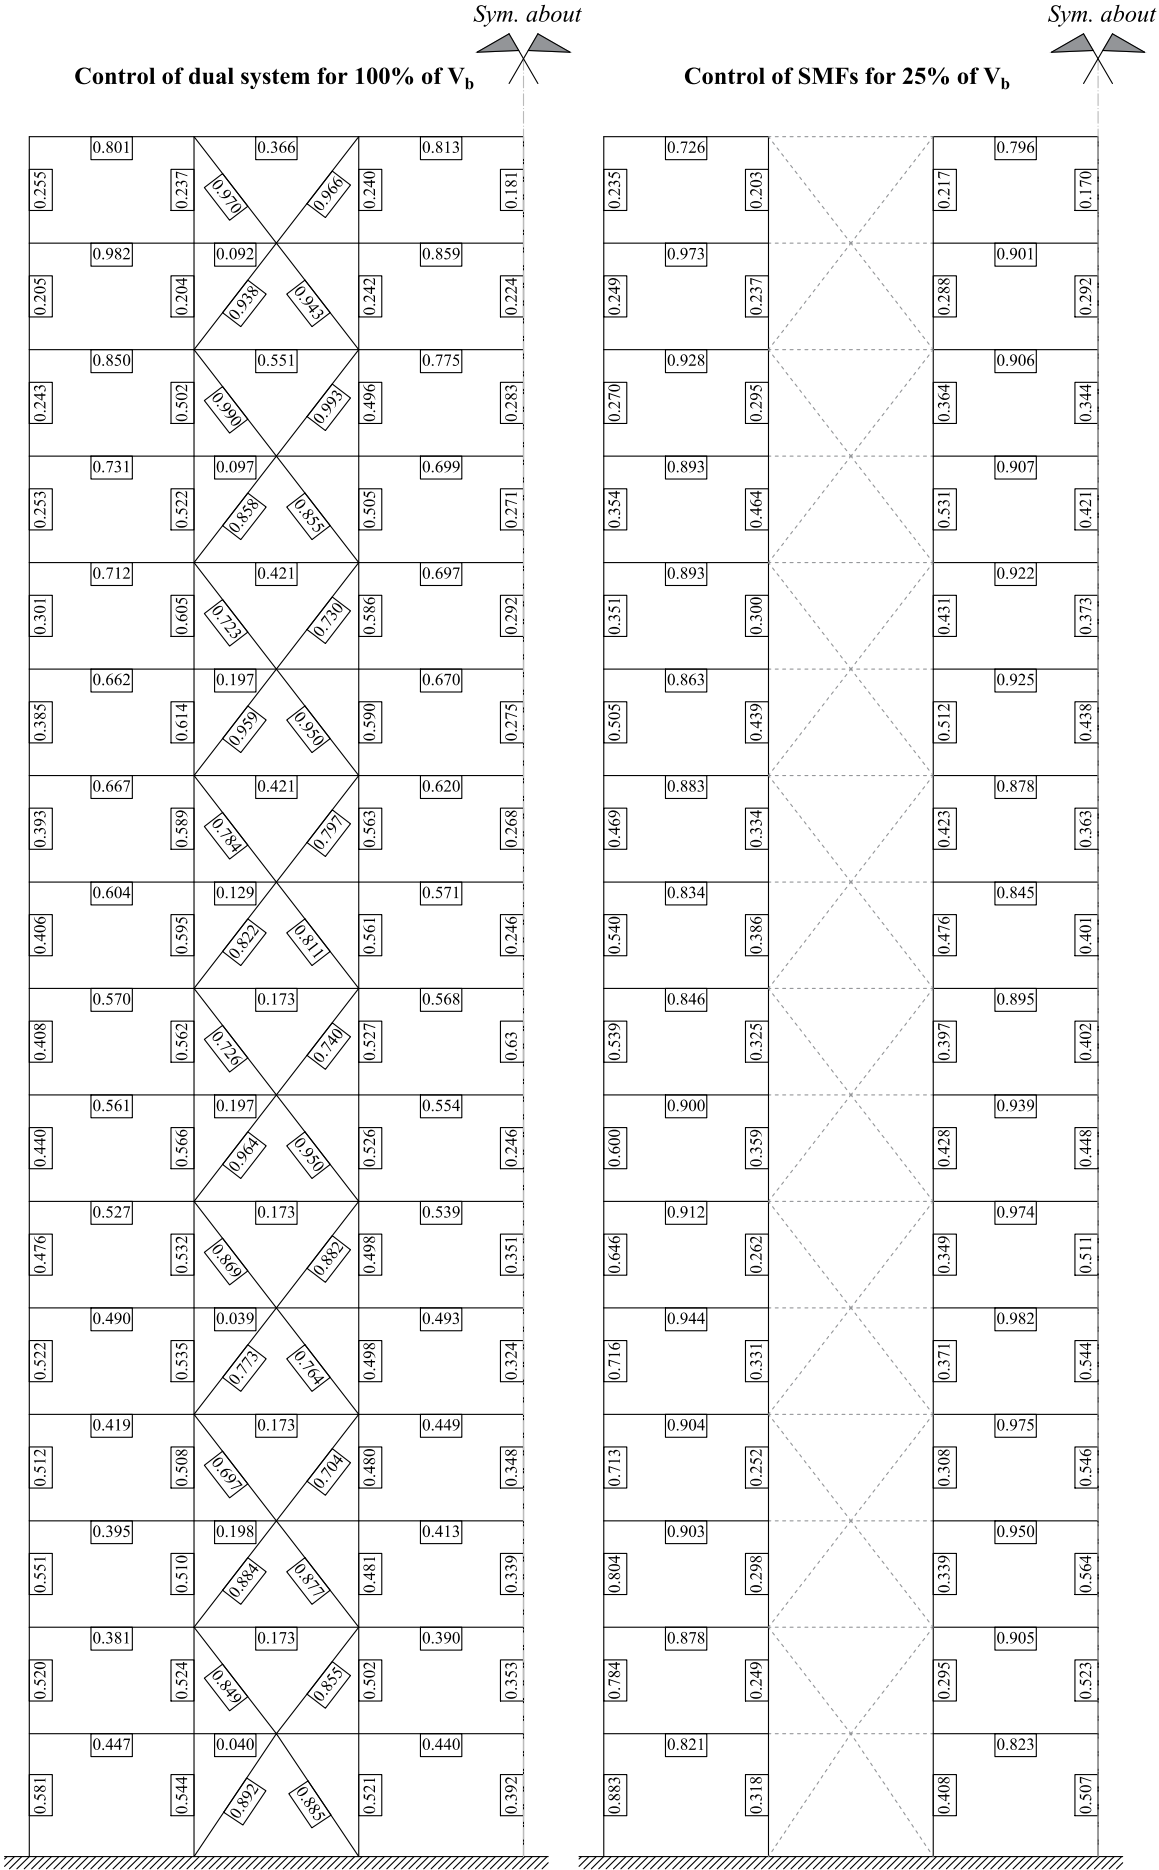 Sym. about Sym. about
Control of dual system for 100% of Vb Control of SMFs for 25% of Vb
0.801 0.366 0.813 0.726 0.796
0.255 0.237 0.970 0.966 0.240 0.181 0.235 0.203 0.217 0.170
0.982 0.092 0.859 0.973 0.901
0.205 0.204 0.938 0.943 0.242 0.224 0.249 0.237 0.288 0.292
0.850 0.551 0.775 0.928 0.906
0.243 0.502 0.990 0.993 0.496 0.283 0.270 0.295 0.364 0.344
0.731 0.097 0.699 0.893 0.907
0.253 0.522 0.858 0.855 0.505 0.271 0.354 0.464 0.531 0.421
0.712 0.421 0.697 0.893 0.922
0.301 0.605 0.723 0.730 0.586 0.292 0.351 0.300 0.431 0.373
0.662 0.197 0.670 0.863 0.925
0.385 0.614 0.959 0.950 0.590 0.275 0.505 0.439 0.512 0.438
0.667 0.421 0.620 0.883 0.878
0.393 0.589 0.784 0.797 0.563 0.268 0.469 0.334 0.423 0.363
0.604 0.129 0.571 0.834 0.845
0.406 0.595 0.822 0.811 0.561 0.246 0.540 0.386 0.476 0.401
0.570 0.173 0.568 0.846 0.895
0.408 0.562 0.726 0.740 0.527 0.63 0.539 0.325 0.397 0.402
0.561 0.197 0.554 0.900 0.939
0.440 0.566 0.964 0.950 0.526 0.246 0.600 0.359 0.428 0.448
0.527 0.173 0.539 0.912 0.974
0.476 0.532 0.869 0.882 0.498 0.351 0.646 0.262 0.349 0.511
0.490 0.039 0.493 0.944 0.982
0.522 0.535 0.773 0.764 0.498 0.324 0.716 0.331 0.371 0.544
0.419 0.173 0.449 0.904 0.975
0.512 0.508 0.697 0.704 0.480 0.348 0.713 0.252 0.308 0.546
0.395 0.198 0.413 0.903 0.950
0.551 0.510 0.884 0.877 0.481 0.339 0.804 0.298 0.339 0.564
0.381 0.173 0.390 0.878 0.905
0.520 0.524 0.849 0.855 0.502 0.353 0.784 0.249 0.295 0.523
0.447 0.040 0.440 0.821 0.823
0.581 0.544 0.892 0.885 0.521 0.392 0.883 0.318 0.408 0.507